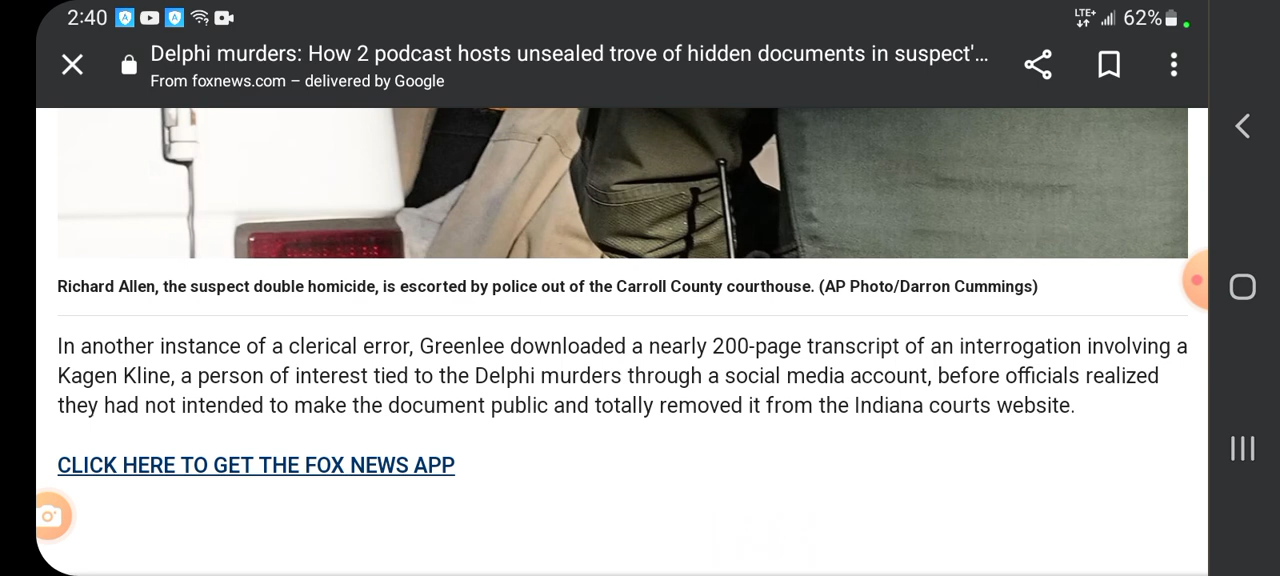 2:40
LTE+
62%
Delphi murders: How 2 podcast hosts unsealed trove of hidden documents in suspect'...
From foxnews.com – delivered by Google
Richard Allen, the suspect double homicide, is escorted by police out of the Carroll County courthouse. (AP Photo/Darron Cummings)
In another instance of a clerical error, Greenlee downloaded a nearly 200-page transcript of an interrogation involving a
Kagen Kline, a person of interest tied to the Delphi murders through a social media account, before officials realized
they had not intended to make the document public and totally removed it from the Indiana courts website.
CLICK HERE TO GET THE FOX NEWS APP